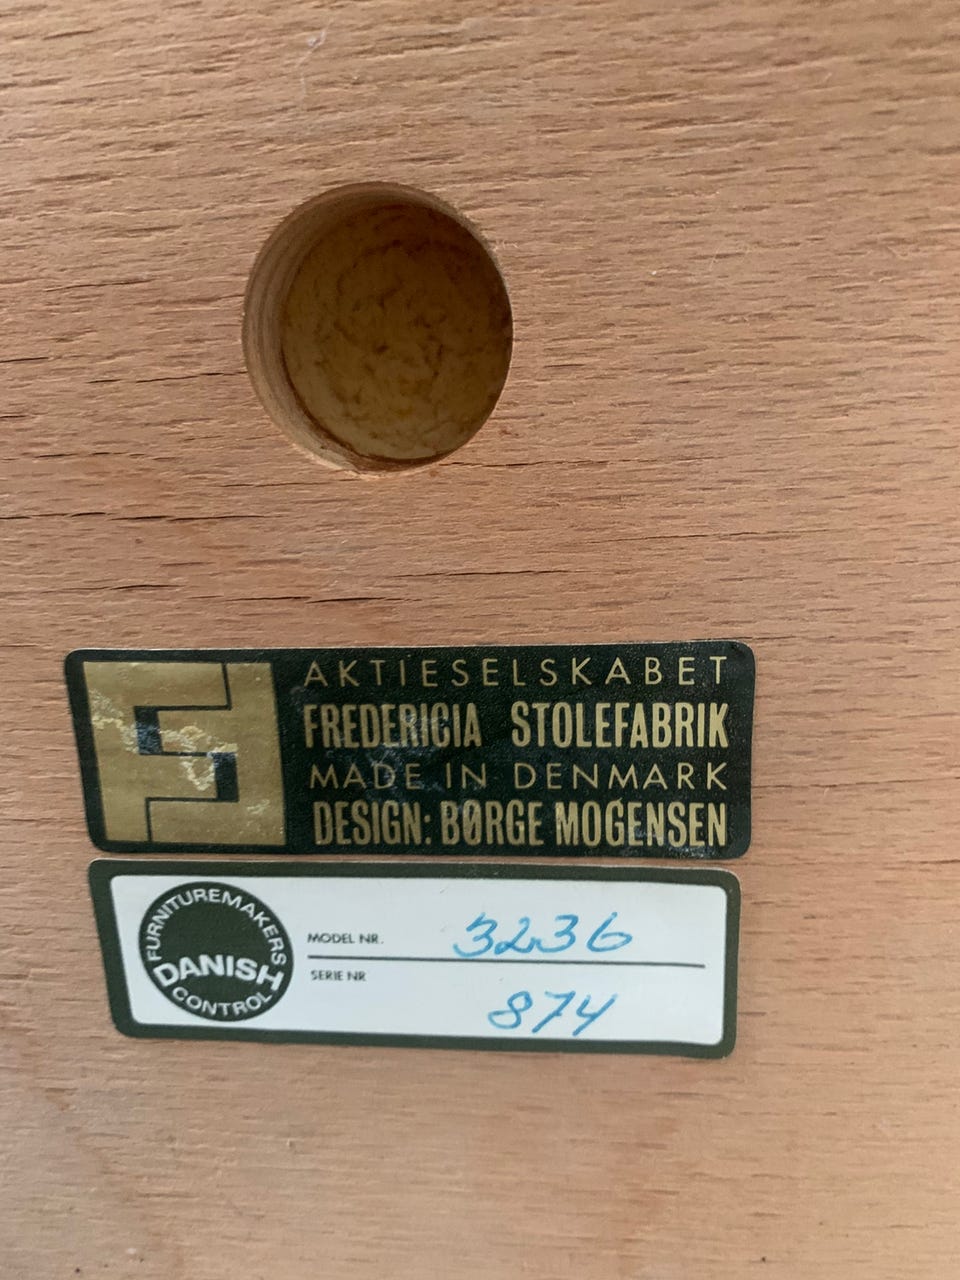 AKTIESELSKABET
FREDERICIA STOLEFABRIK
MADE IN DENMARK
DESIGN: BØRGE MOGENSEN
FURNITUREMAKERS
DANISH
CONTROL
MODEL NR. 3236
SERIE NR 874